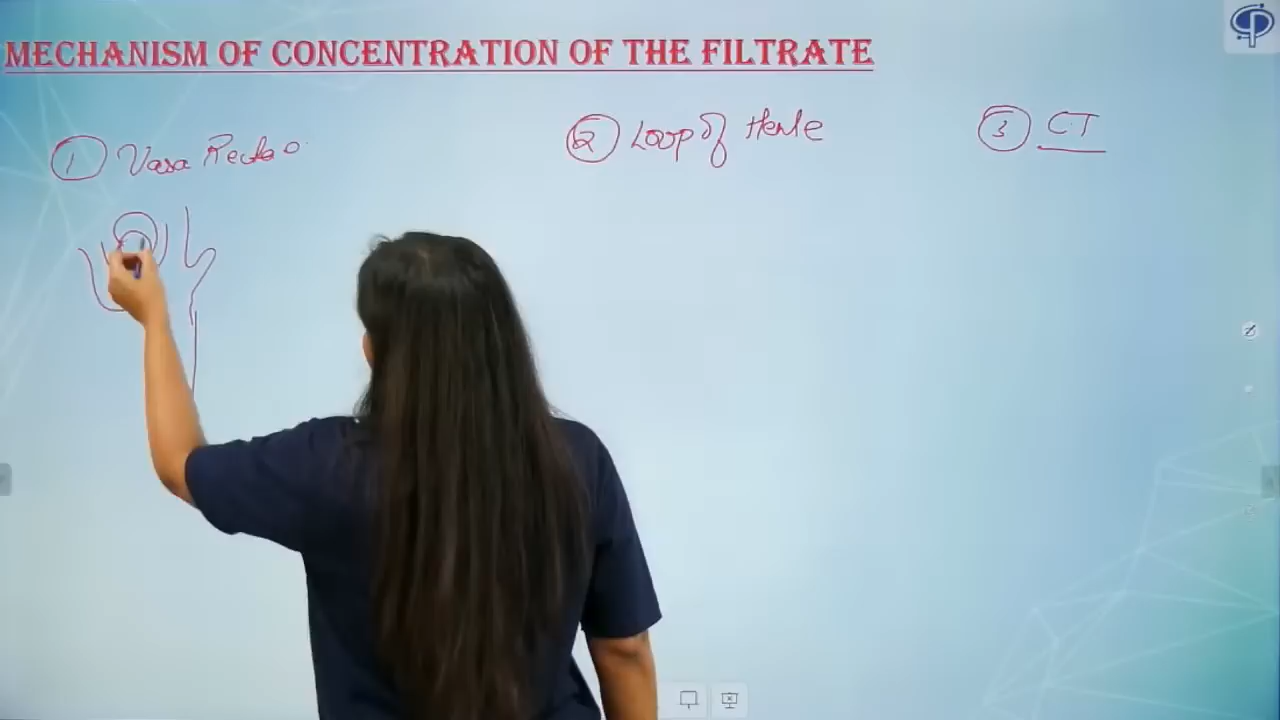 MECHANISM OF CONCENTRATION OF THE FILTRATE
① Vasa Recta
② Loop of Henle
③ CT